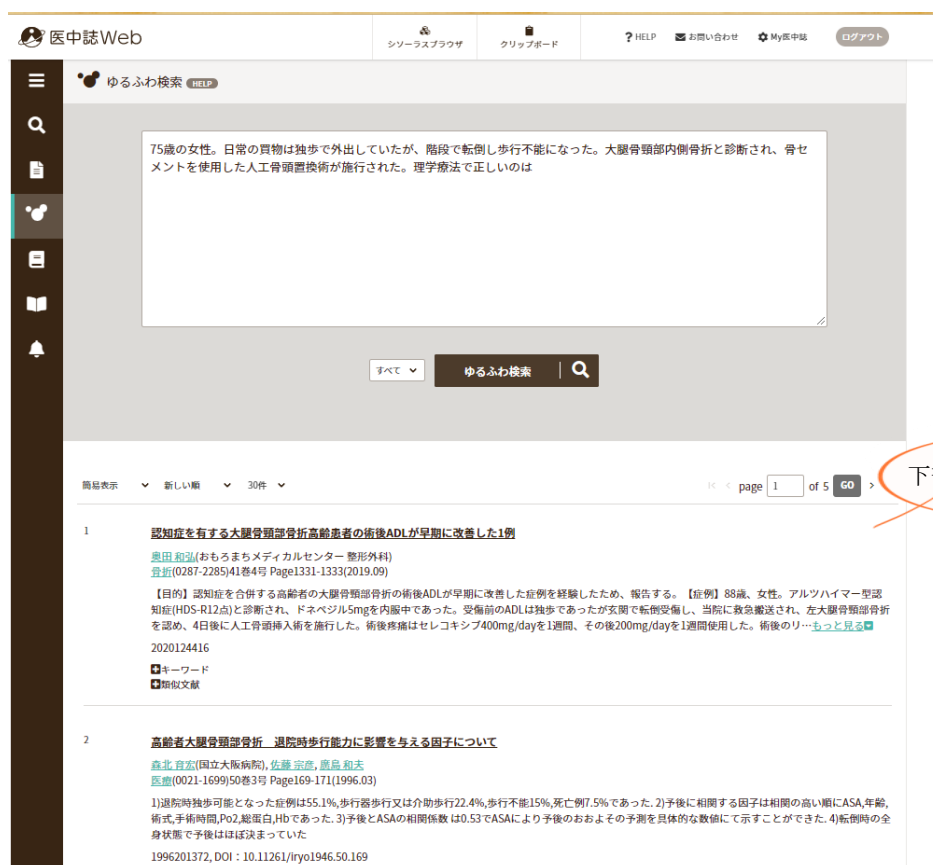 医中誌Web
シソーラスブラウザ
クリップボード
? HELP
お問い合わせ
My医中誌
ログアウト
ゆるふわ検索 HELP
75歳の女性。日常の買物は独歩で外出していたが、階段で転倒し歩行不能になった。大腿骨頸部内側骨折と診断され、骨セ
メントを使用した人工骨頭置換術が施行された。理学療法で正しいのは
すべて
ゆるふわ検索
簡易表示 新しい順 30件
page 1 of 5 GO
下
1
認知症を有する大腿骨頸部骨折高齢患者の術後ADLが早期に改善した1例
奥田 和弘(おもろまちメディカルセンター 整形外科)
骨折(0287-2285)41巻4号 Page1331-1333(2019.09)
【目的】認知症を合併する高齢者の大腿骨頸部骨折の術後ADLが早期に改善した症例を経験したため、報告する。【症例】88歳、女性。アルツハイマー型認
知症(HDS-R12点)と診断され、ドネペジル5mgを内服中であった。受傷前のADLは独歩であったが玄関で転倒受傷し、当院に救急搬送され、左大腿骨頸部骨折
を認め、4日後に人工骨頭挿入術を施行した。術後疼痛はセレコキシブ400mg/dayを1週間、その後200mg/dayを1週間使用した。術後のリ…もっと見る
2020124416
キーワード
類似文献
2
高齢者大腿骨頸部骨折 退院時歩行能力に影響を与える因子について
森北 育宏(国立大阪病院), 佐藤 宗彦, 廣島 和夫
医療(0021-1699)50巻3号 Page169-171(1996.03)
1)退院時独歩可能となった症例は55.1%,歩行器歩行又は介助歩行22.4%,歩行不能15%,死亡例7.5%であった. 2)予後に相関する因子は相関の高い順にASA,年齢,
術式,手術時間,Po2,総蛋白,Hbであった. 3)予後とASAの相関係数 は0.53でASAにより予後のおおよその予測を具体的な数値にて示すことができた. 4)転倒時の全
身状態で予後はほぼ決まっていた
1996201372, DOI：10.11261/iryo1946.50.169